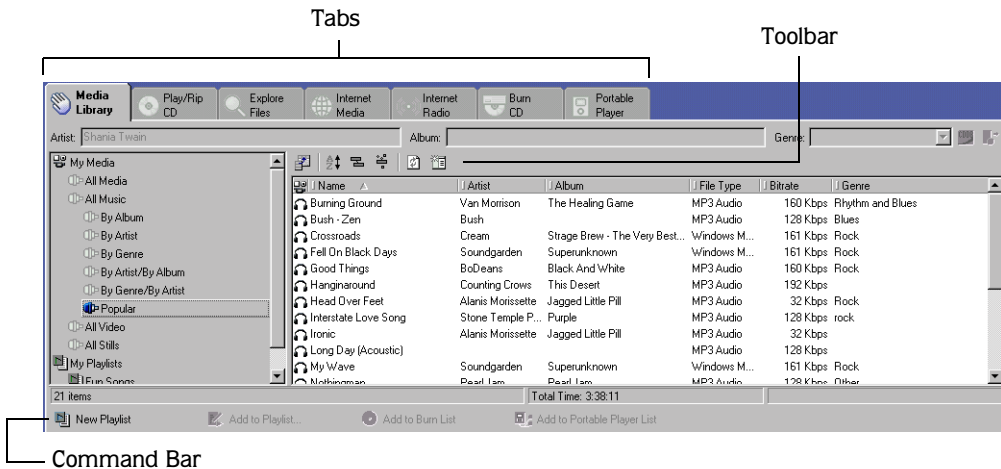 Tabs
Toolbar
Media Library
Play/Rip CD
Explore Files
Internet Media
Internet Radio
Burn CD
Portable Player
Artist: Shania Twain Album: Genre:
My Media
All Media
All Music
By Album
By Artist
By Genre
By Artist/By Album
By Genre/By Artist
Popular
All Video
All Stills
My Playlists
Fun Songs
Name Artist Album File Type Bitrate Genre
Burning Ground Van Morrison The Healing Game MP3 Audio 160 Kbps Rhythm and Blues
Bush - Zen Bush MP3 Audio 128 Kbps Blues
Crossroads Cream Strage Brew - The Very Best... Windows M... 161 Kbps Rock
Fell On Black Days Soundgarden Superunknown Windows M... 161 Kbps Rock
Good Things BoDeans Black And White MP3 Audio 160 Kbps Rock
Hanginaround Counting Crows This Desert MP3 Audio 192 Kbps
Head Over Feet Alanis Morissette Jagged Little Pill MP3 Audio 32 Kbps Rock
Interstate Love Song Stone Temple P... Purple MP3 Audio 128 Kbps rock
Ironic Alanis Morissette Jagged Little Pill MP3 Audio 32 Kbps
Long Day (Acoustic) MP3 Audio 128 Kbps
My Wave Soundgarden Superunknown Windows M... 161 Kbps Rock
Nothingman Pearl Jam Pearl Jam MP3 Audio 128 Kbps Other
21 items Total Time: 3:38:11
New Playlist Add to Playlist... Add to Burn List Add to Portable Player List
Command Bar